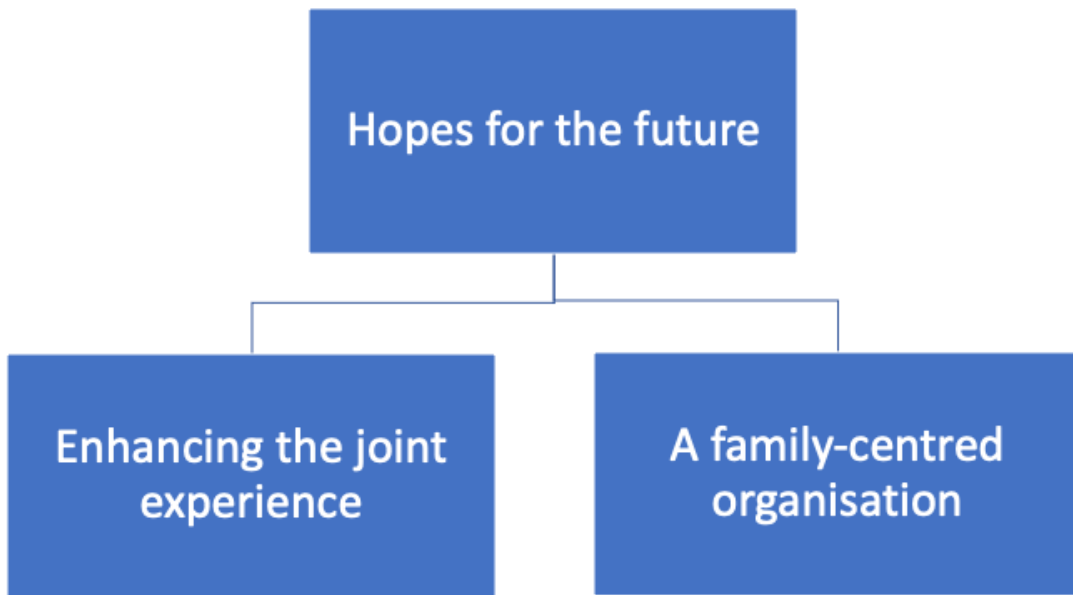 Hopes for the future
Enhancing the joint
experience
A family-centred
organisation